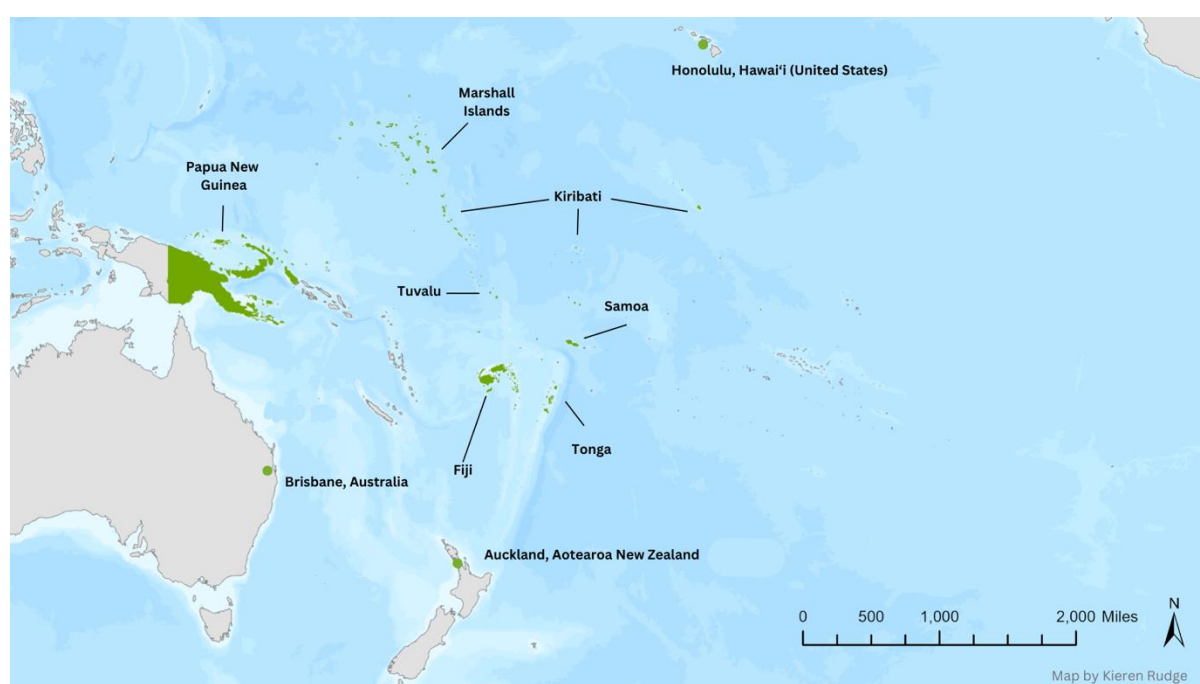 Honolulu, Hawai‘i (United States)
Marshall
Islands
Papua New
Guinea
Kiribati
Tuvalu
Samoa
Tonga
Fiji
Brisbane, Australia
Auckland, Aotearoa New Zealand
0 500 1,000 2,000 Miles
N
Map by Kieren Rudge